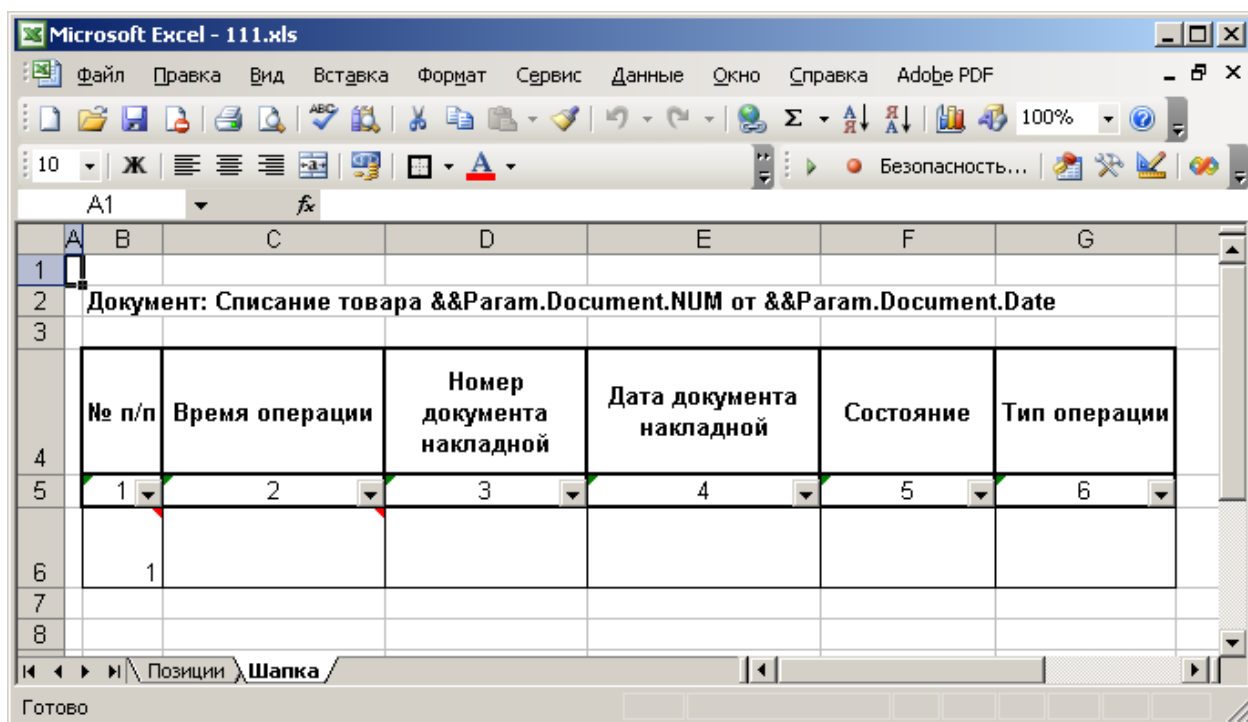 Microsoft Excel - 111.xls
Файл Правка Вид Вставка Формат Сервис Данные Окно Справка Adobe PDF
ABC Σ А Я Я А 100% ?
10 Ж a А Безопасность...
A1 fx
A B C D E F G
1
2 Документ: Списание товара &&Param.Document.NUM от &&Param.Document.Date
3
4 № п/п Время операции Номер документа накладной Дата документа накладной Состояние Тип операции
5 1 2 3 4 5 6
6 1
7
8
Позиции Шапка
Готово